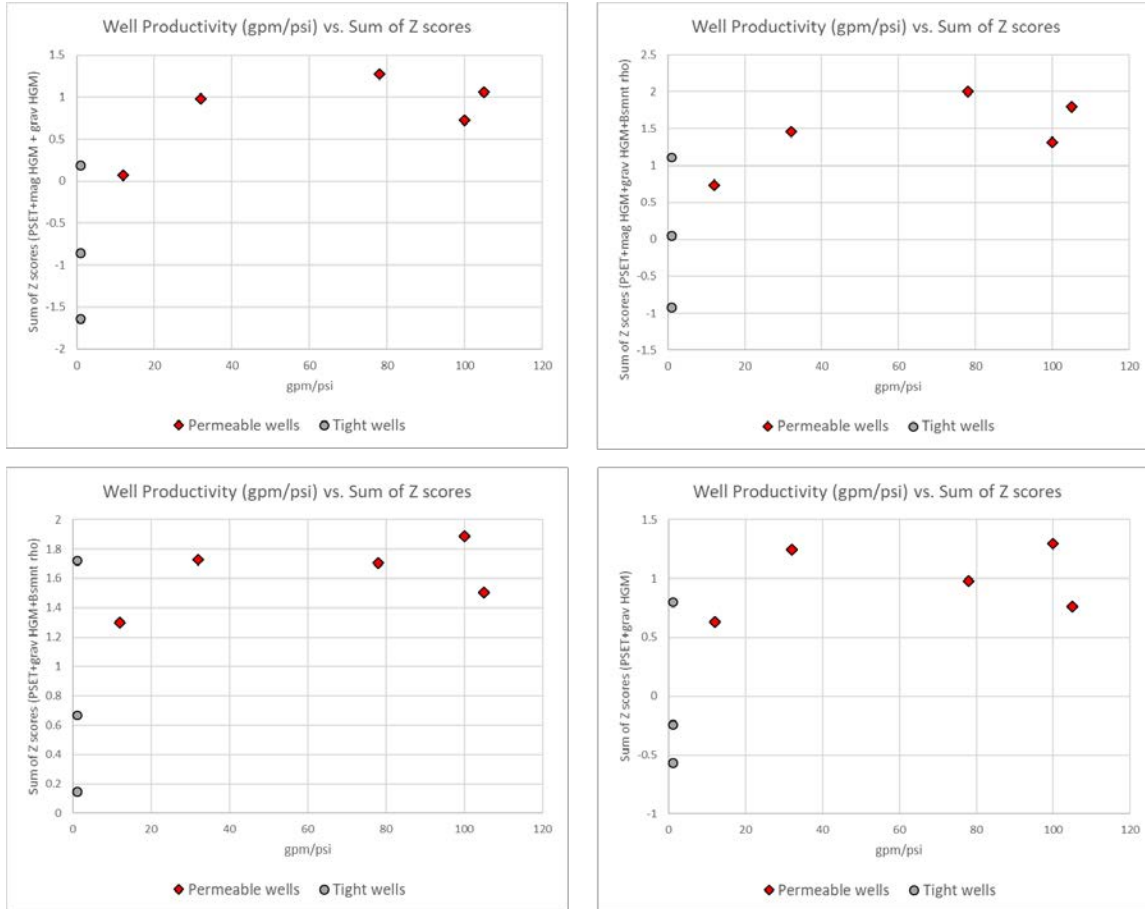 Well Productivity (gpm/psi) vs. Sum of Z scores
Sum of Z scores (PSET+mag HGM + grav HGM)
1.5
1
0.5
0
-0.5
-1
-1.5
-2
0 20 40 60 80 100 120
gpm/psi
Permeable wells Tight wells
Well Productivity (gpm/psi) vs. Sum of Z scores
Sum of Z scores (PSET+mag HGM+grav HGM+Bsmnt rho)
2.5
2
1.5
1
0.5
0
-0.5
-1
-1.5
0 20 40 60 80 100 120
gpm/psi
Permeable wells Tight wells
Well Productivity (gpm/psi) vs. Sum of Z scores
Sum of Z scores (PSET+grav HGM+Bsmnt rho)
2
1.8
1.6
1.4
1.2
1
0.8
0.6
0.4
0.2
0
0 20 40 60 80 100 120
gpm/psi
Permeable wells Tight wells
Well Productivity (gpm/psi) vs. Sum of Z scores
Sum of Z scores (PSET+grav HGM)
1.5
1
0.5
0
-0.5
-1
0 20 40 60 80 100 120
gpm/psi
Permeable wells Tight wells